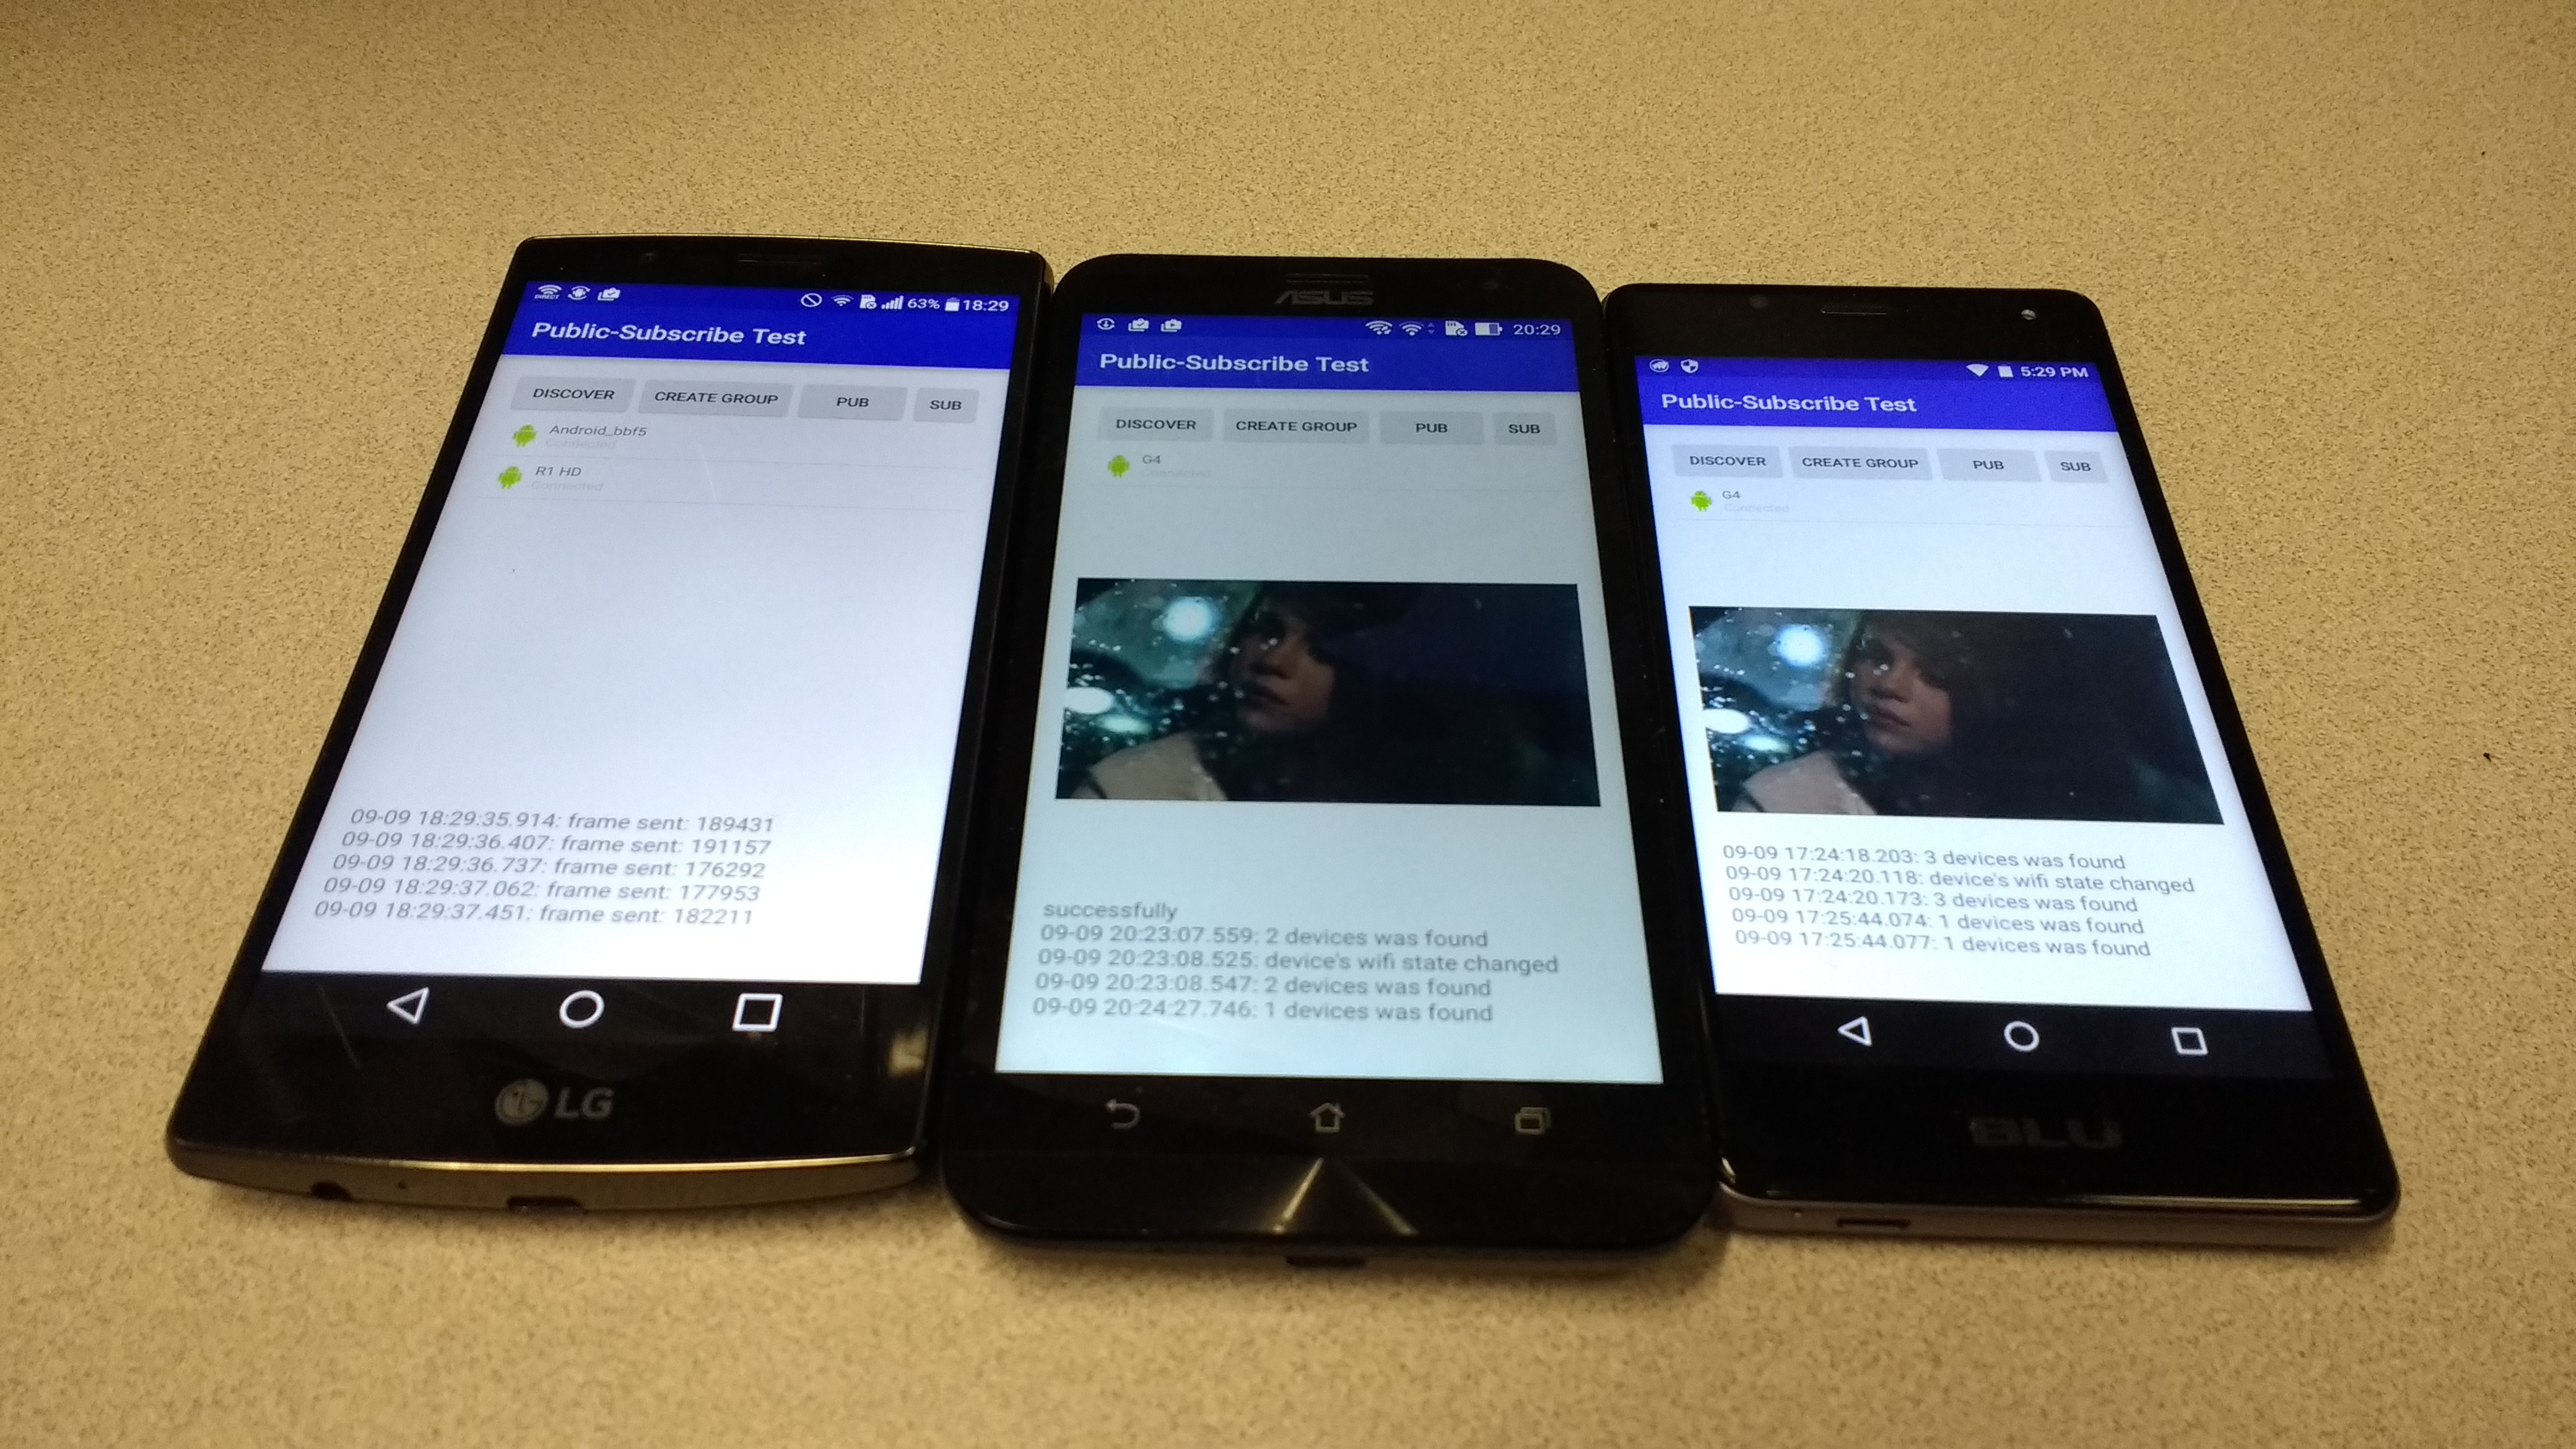 DIRECT
63% 18:29
Public-Subscribe Test
DISCOVER CREATE GROUP PUB SUB
Android_bbf5
Connected
R1 HD
Connected
09-09 18:29:35.914: frame sent: 189431
09-09 18:29:36.407: frame sent: 191157
09-09 18:29:36.737: frame sent: 176292
09-09 18:29:37.062: frame sent: 177953
09-09 18:29:37.451: frame sent: 182211
LG
ASUS
20:29
Public-Subscribe Test
DISCOVER CREATE GROUP PUB SUB
G4
Connected
successfully
09-09 20:23:07.559: 2 devices was found
09-09 20:23:08.525: device's wifi state changed
09-09 20:23:08.547: 2 devices was found
09-09 20:24:27.746: 1 devices was found
5:29 PM
Public-Subscribe Test
DISCOVER CREATE GROUP PUB SUB
G4
Connected
09-09 17:24:18.203: 3 devices was found
09-09 17:24:20.118: device's wifi state changed
09-09 17:24:20.173: 3 devices was found
09-09 17:25:44.074: 1 devices was found
09-09 17:25:44.077: 1 devices was found
BLU